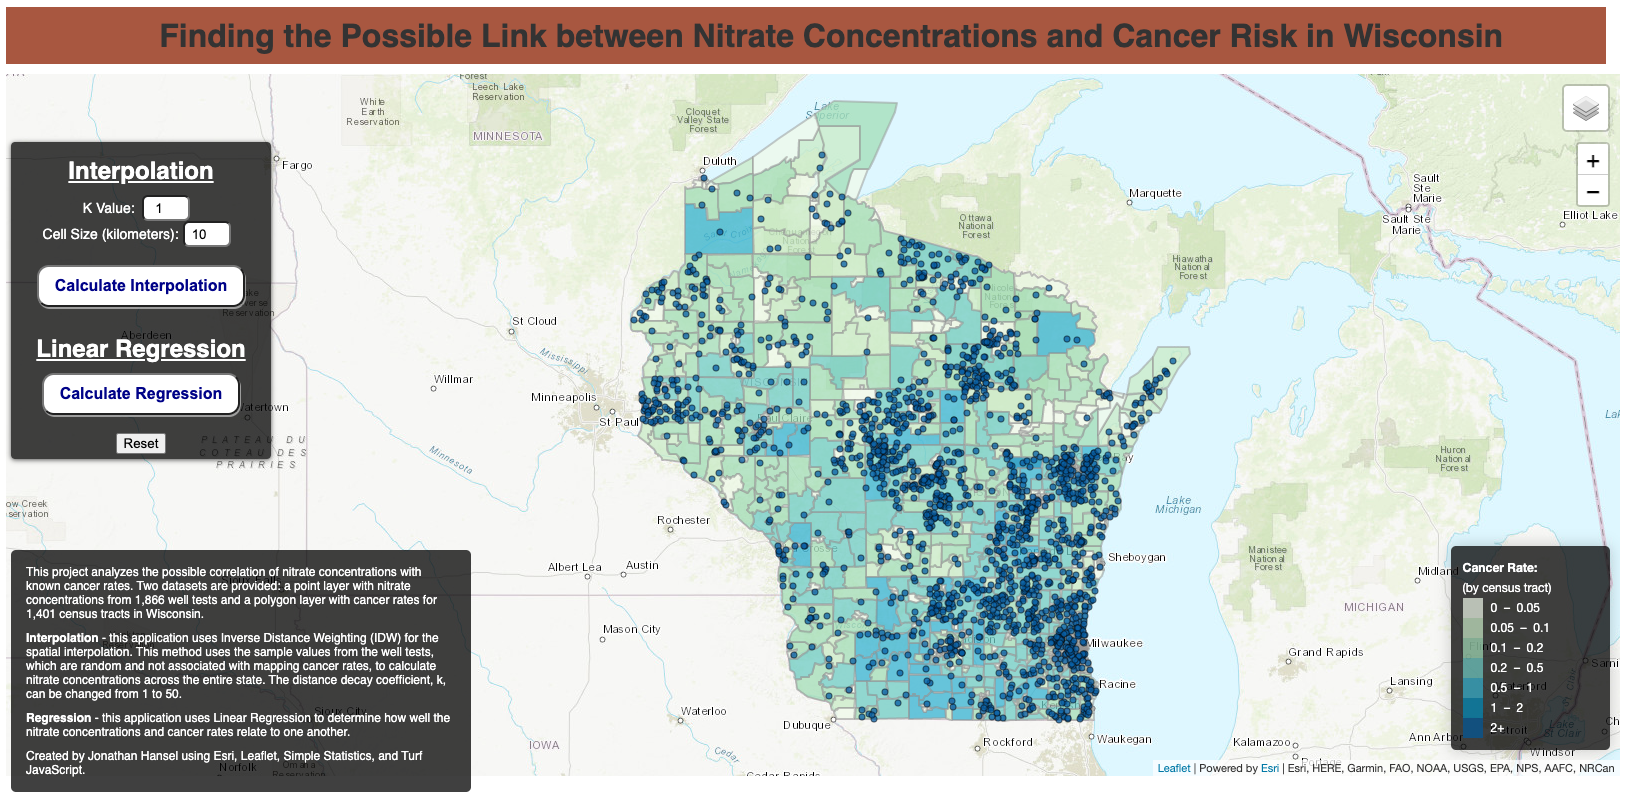 Finding the Possible Link between Nitrate Concentrations and Cancer Risk in Wisconsin
Interpolation
K Value: 1
Cell Size (kilometers): 10
Calculate Interpolation
Linear Regression
Calculate Regression
Reset
This project analyzes the possible correlation of nitrate concentrations with
known cancer rates. Two datasets are provided: a point layer with nitrate
concentrations from 1,866 well tests and a polygon layer with cancer rates for
1,401 census tracts in Wisconsin.
Interpolation - this application uses Inverse Distance Weighting (IDW) for the
spatial interpolation. This method uses the sample values from the well tests,
which are random and not associated with mapping cancer rates, to calculate
nitrate concentrations across the entire state. The distance decay coefficient, k,
can be changed from 1 to 50.
Regression - this application uses Linear Regression to determine how well the
nitrate concentrations and cancer rates relate to one another.
Created by Jonathan Hansel using Esri, Leaflet, Simple Statistics, and Turf
JavaScript.
Forest
Leech Lake
Reservation
White
Earth
Reservation
MINNESOTA
Cloquet
Valley State
Forest
Lake
Superior
Duluth
Fargo
Marquette
Ottawa
National
Forest
Hiawatha
National
Forest
Sault
Ste
Marie
Sault Ste
Marie
Elliot Lake
+
−
St Cloud
Mississippi
Willmar
Minneapolis
St Paul
Aberdeen
Reservation
atertown
PLATEAU DU
COTEAU DES
PRAIRIES
Minnesota
ow Creek
servation
Rochester
Albert Lea
Austin
Mason City
Waterloo
Dubuque
IOWA
Cedar
Cedar Rapids
Rockford
Sioux City
Norfolk
Omaha
Reservation
Lake
Michigan
Sheboygan
Milwaukee
Racine
Waukegan
Huron
National
Forest
Manistee
National
Forest
Midland
MICHIGAN
Grand Rapids
Lansing
Kalamazoo
Portage
Ann Arbor
Windsor
Lake
St Clair
Cancer Rate:
(by census tract)
0 – 0.05
0.05 – 0.1
0.1 – 0.2
0.2 – 0.5
0.5 – 1
1 – 2
2+
Leaflet | Powered by Esri | Esri, HERE, Garmin, FAO, NOAA, USGS, EPA, NPS, AAFC, NRCan